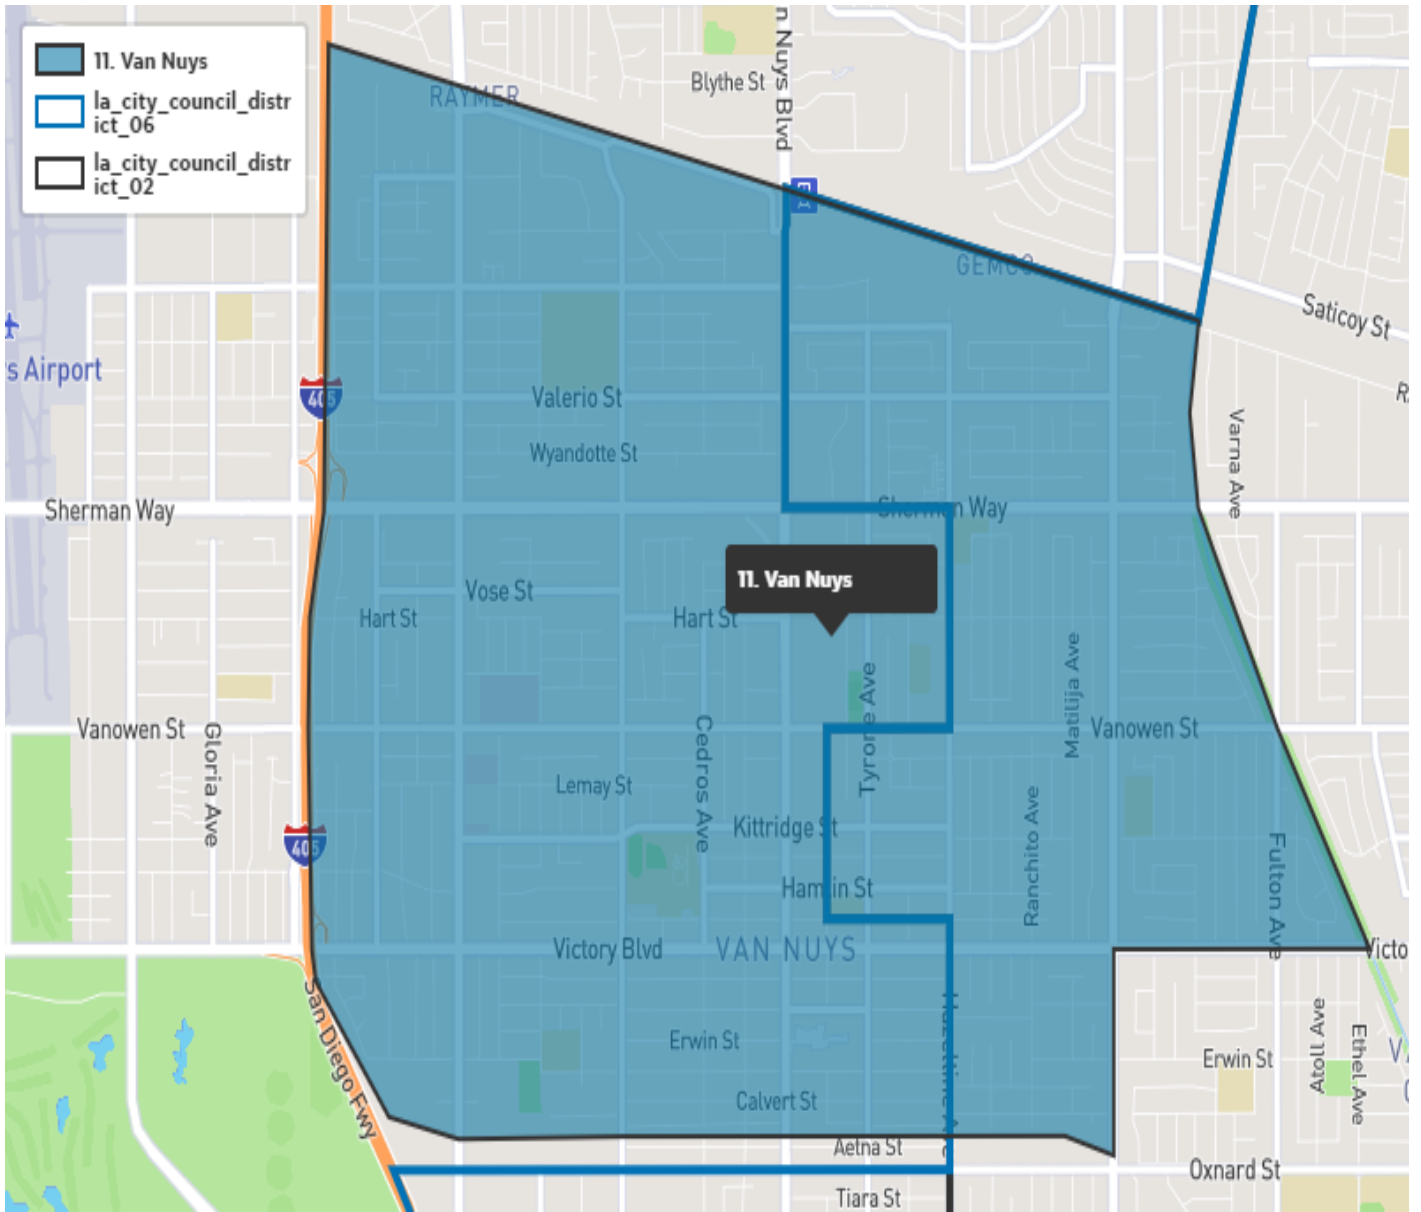 11. Van Nuys
la_city_council_distr
ict_06
la_city_council_distr
ict_02
RAYMER
Blythe St
n Nuys Blvd
GEMCO
Saticoy St
s Airport
405
Valerio St
Wyandotte St
Varna Ave
R
Sherman Way
Sherman Way
11. Van Nuys
Vose St
Hart St
Hart St
Matilija Ave
Tyrone Ave
Vanowen St
Gloria Ave
Cedros Ave
Vanowen St
Lemay St
Kittridge St
Ranchito Ave
405
Hamlin St
Fulton Ave
Victory Blvd
VAN NUYS
Victo
San Diego Fwy
Hazeltine Ave
Erwin St
Erwin St
Atoll Ave
Ethel Ave
V
Calvert St
Aetna St
Oxnard St
Tiara St